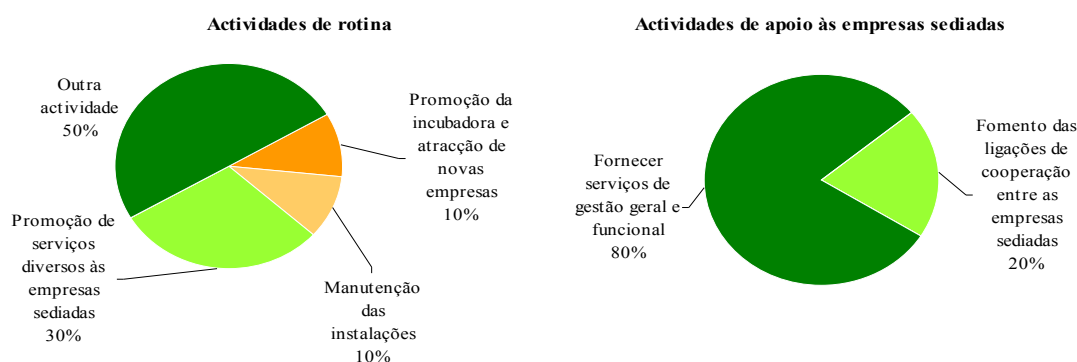 Actividades de rotina
Outra
actividade
50%
Promoção da
incubadora e
atracção de
novas
empresas
10%
Promoção de
serviços
diversos às
empresas
sediadas
30%
Manutenção
das
instalações
10%
Actividades de apoio às empresas sediadas
Fornecer
serviços de
gestão geral e
funcional
80%
Fomento das
ligações de
cooperação
entre as
empresas
sediadas
20%